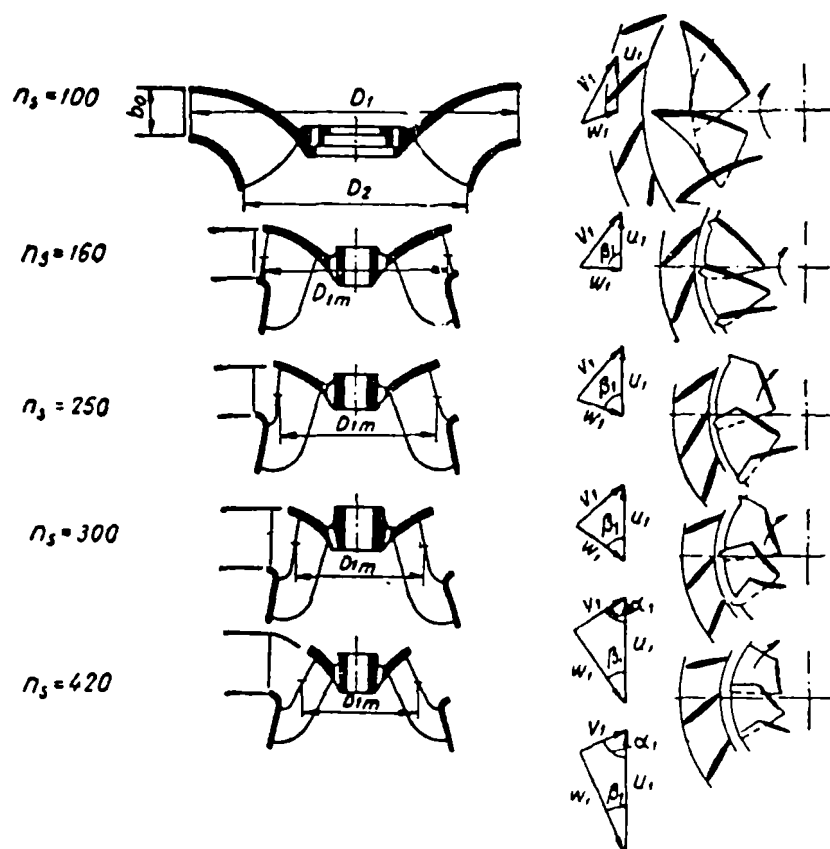 n_s = 100
b_0
D_1
D_2
V_1 U_1
W_1
n_s = 160
D_1m
V_1 U_1
β_1
W_1
n_s = 250
D_1m
V_1 β_1 U_1
W_1
n_s = 300
D_1m
V_1 β_1 U_1
W_1
n_s = 420
D_1m
V_1 α_1
U_1
W_1 β_1
V_1 α_1
U_1
W_1 β_1